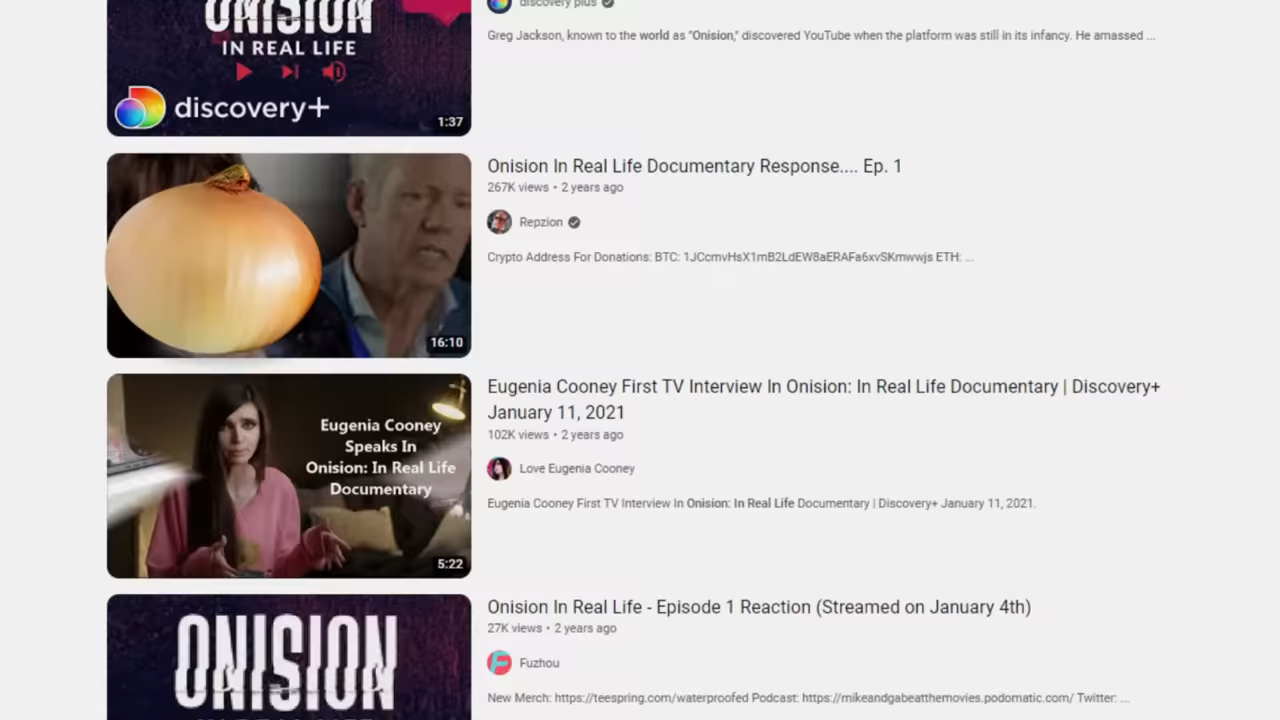 ONISION
IN REAL LIFE
discovery+
1:37
discovery plus
Greg Jackson, known to the world as "Onision," discovered YouTube when the platform was still in its infancy. He amassed ...
16:10
Onision In Real Life Documentary Response.... Ep. 1
267K views • 2 years ago
Repzion
Crypto Address For Donations: BTC: 1JCcmvHsX1mB2LdEW8aERAFa6xvSKmwwjs ETH: ...
Eugenia Cooney
Speaks In
Onision: In Real Life
Documentary
5:22
Eugenia Cooney First TV Interview In Onision: In Real Life Documentary | Discovery+
January 11, 2021
102K views • 2 years ago
Love Eugenia Cooney
Eugenia Cooney First TV Interview In Onision: In Real Life Documentary | Discovery+ January 11, 2021.
ONISION
IN REAL LIFE
Onision In Real Life - Episode 1 Reaction (Streamed on January 4th)
27K views • 2 years ago
Fuzhou
New Merch: https://teespring.com/waterproofed Podcast: https://mikeandgabeatthemovies.podomatic.com/ Twitter: ...